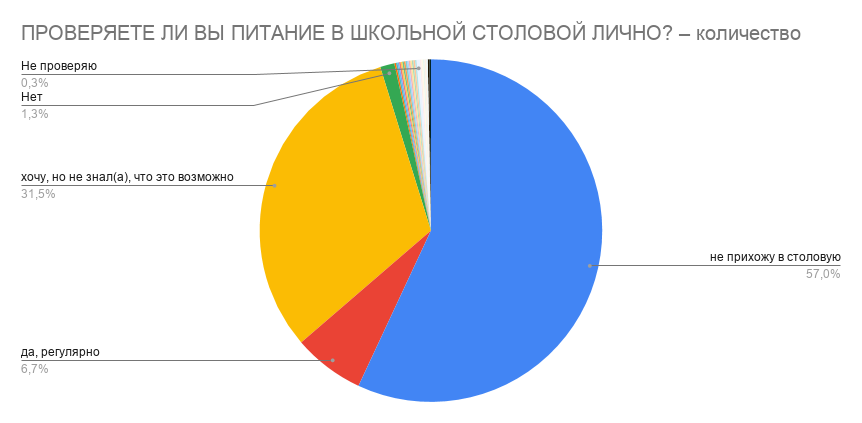 ПРОВЕРЯЕТЕ ЛИ ВЫ ПИТАНИЕ В ШКОЛЬНОЙ СТОЛОВОЙ ЛИЧНО? – количество
Не проверяю
0,3%
Нет
1,3%
хочу, но не знал(а), что это возможно
31,5%
не прихожу в столовую
57,0%
да, регулярно
6,7%